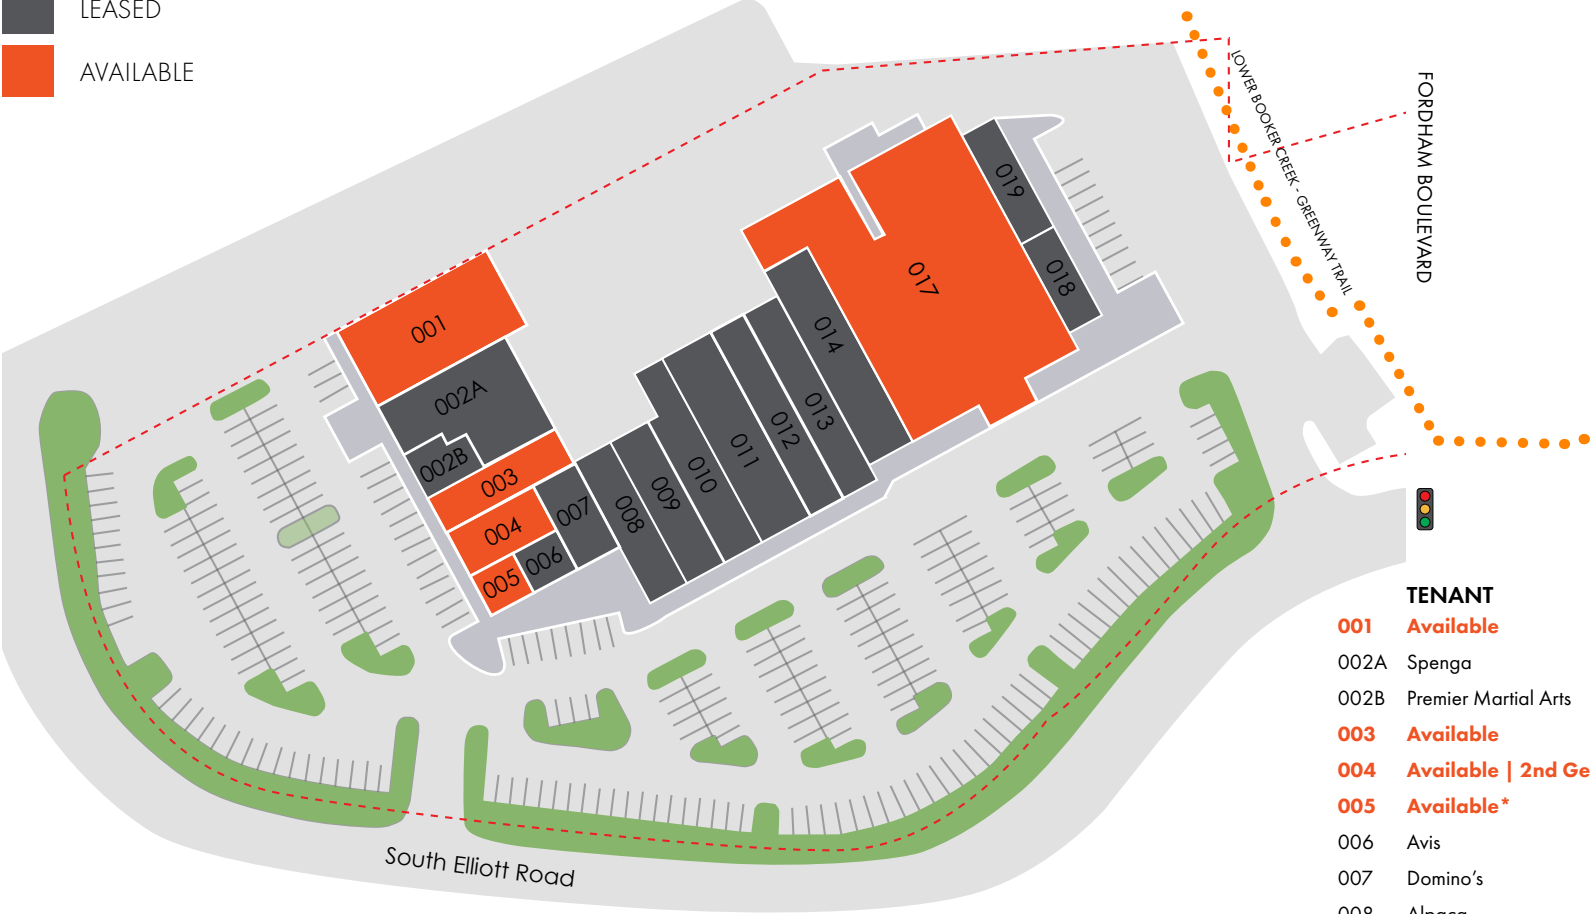 LEASED
AVAILABLE
LOWER BOOKER CREEK - GREENWAY TRAIL
FORDHAM BOULEVARD
019
018
017
014
013
012
011
010
009
008
007
006
005
004
003
002B
002A
001
South Elliott Road
TENANT
001 Available
002A Spenga
002B Premier Martial Arts
003 Available
004 Available | 2nd Ge
005 Available*
006 Avis
007 Domino's
008 Alpaca